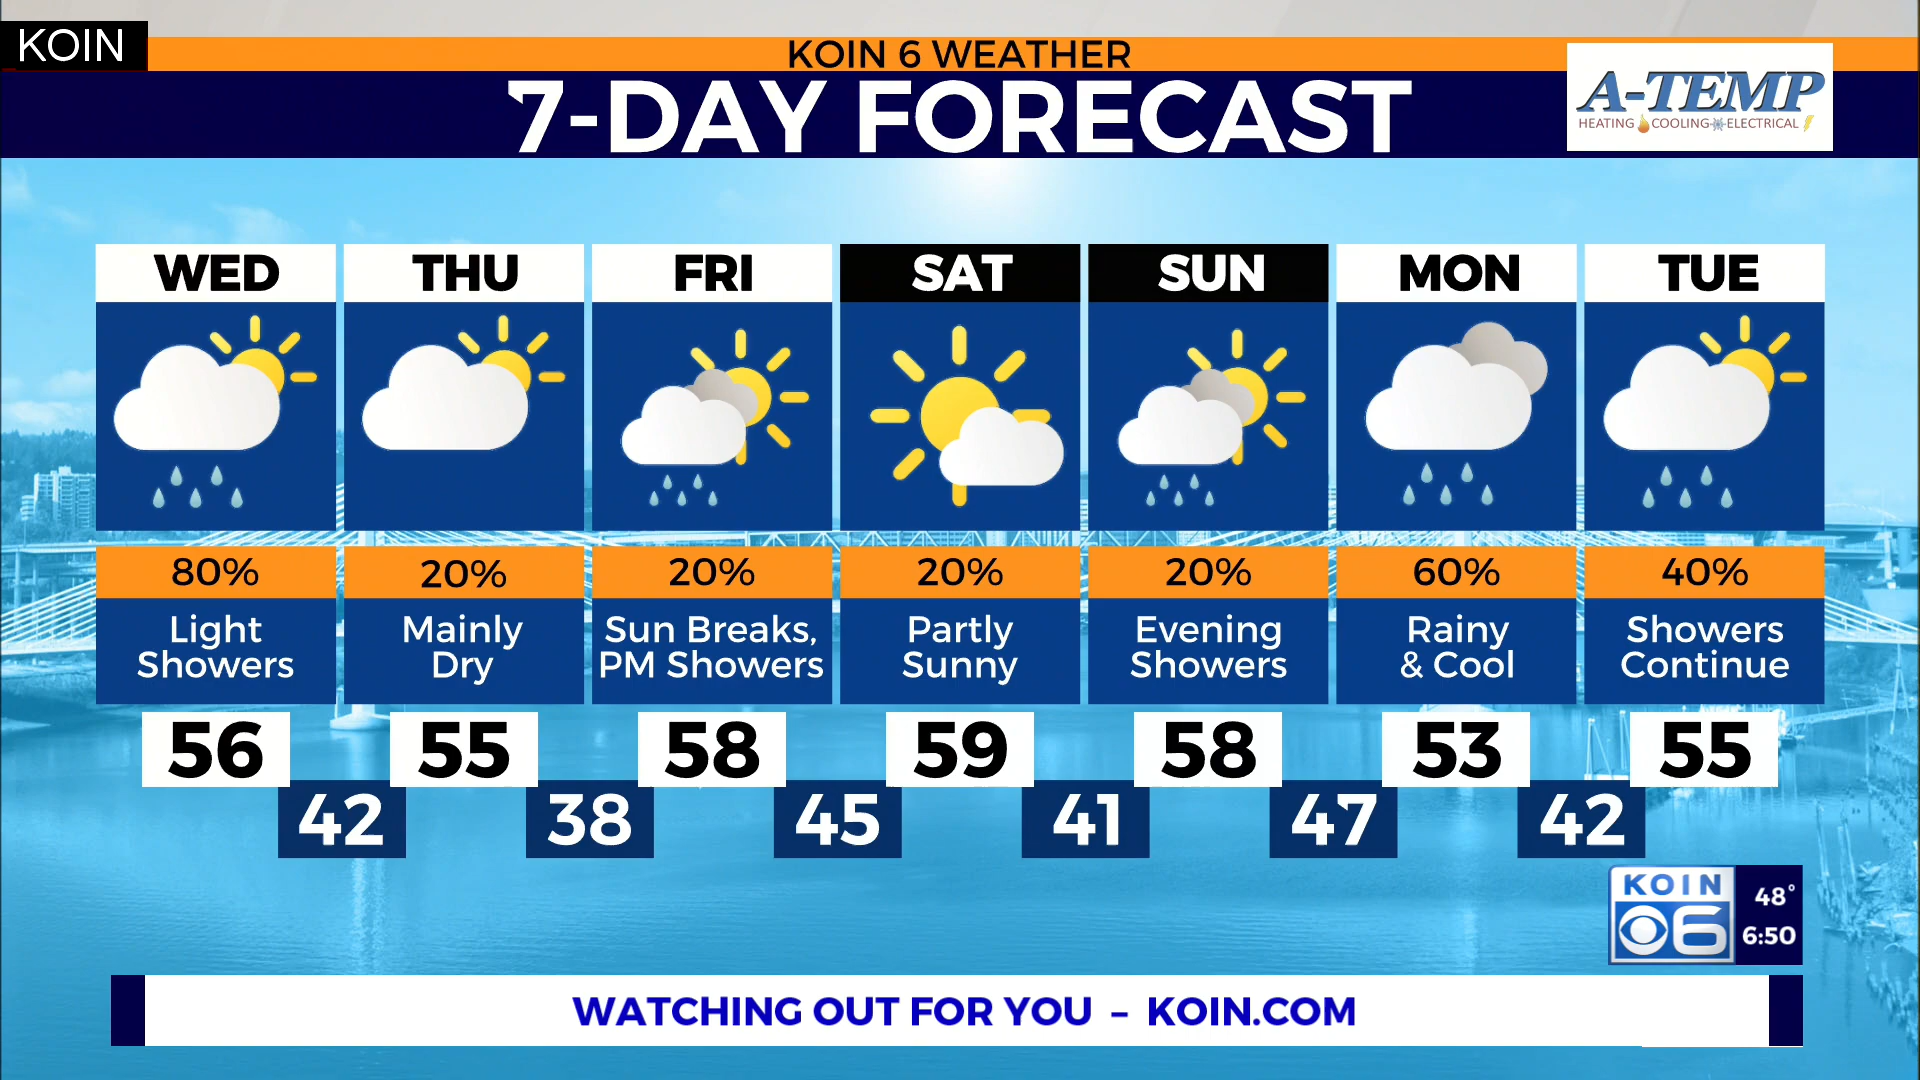 KOIN
KOIN 6 WEATHER
7-DAY FORECAST
A-TEMP
HEATING COOLING ELECTRICAL
WED THU FRI SAT SUN MON TUE
80% 20% 20% 20% 20% 60% 40%
Light Mainly Sun Breaks, Partly Evening Rainy Showers
Showers Dry PM Showers Sunny Showers & Cool Continue
56 55 58 59 58 53 55
42 38 45 41 47 42
KOIN
6
48°
6:50
WATCHING OUT FOR YOU – KOIN.COM